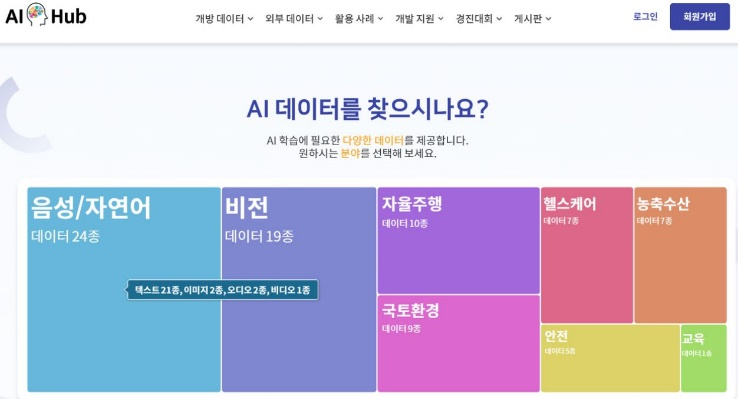 AI Hub
개방 데이터 외부 데이터 활용 사례 개발 지원 경진대회 게시판 로그인 회원가입
AI 데이터를 찾으시나요?
AI 학습에 필요한 다양한 데이터를 제공합니다.
원하시는 분야를 선택해 보세요.
음성/자연어
데이터 24종
텍스트 21종, 이미지 2종, 오디오 2종, 비디오 1종
비전
데이터 19종
자율주행
데이터 10종
국토환경
데이터 9종
헬스케어
데이터 7종
농축수산
데이터 7종
안전
데이터 5종
교육
데이터 1종